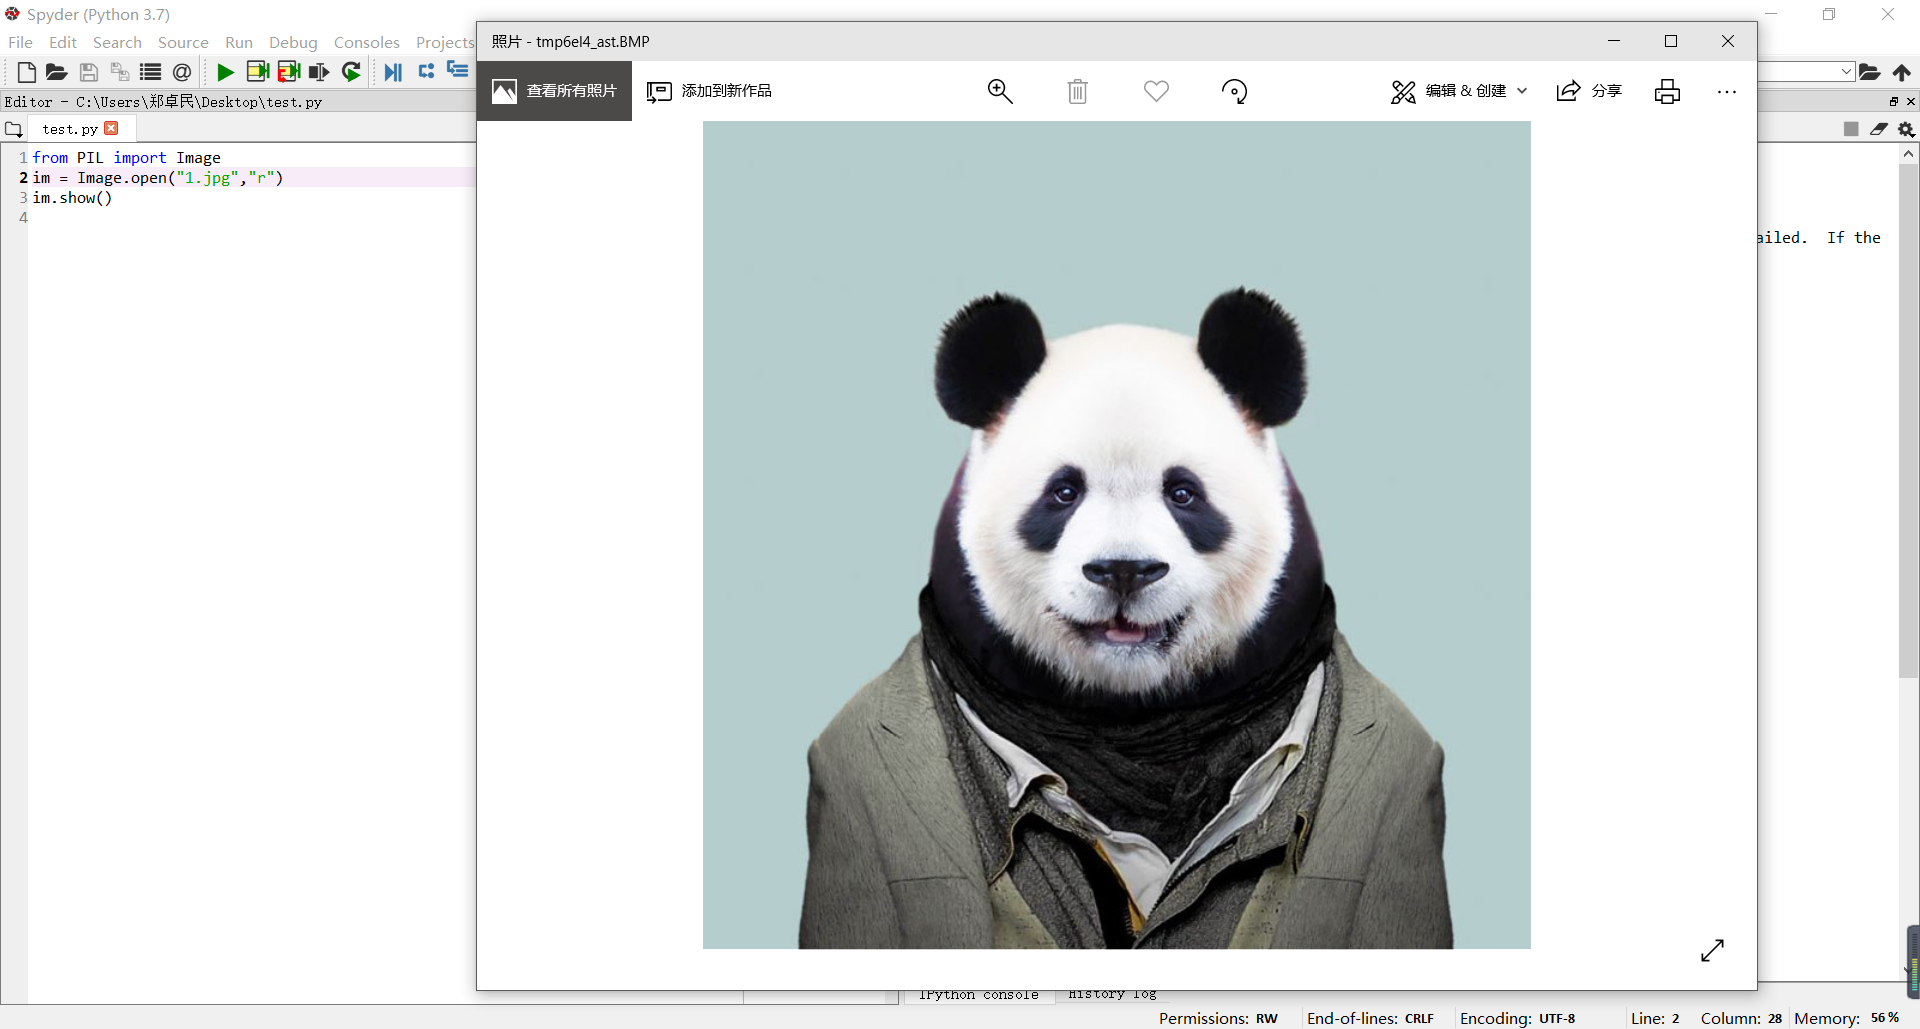 Spyder (Python 3.7)
File Edit Search Source Run Debug Consoles Projects
Editor - C:\Users\郑卓民\Desktop\test.py
test.py
1 from PIL import Image
2 im = Image.open("1.jpg","r")
3 im.show()
4
照片 - tmp6el4_ast.BMP
查看所有照片 添加到新作品 编辑 & 创建 分享
ailed. If the
IPython console History log
Permissions: RW End-of-lines: CRLF Encoding: UTF-8 Line: 2 Column: 28 Memory: 56 %